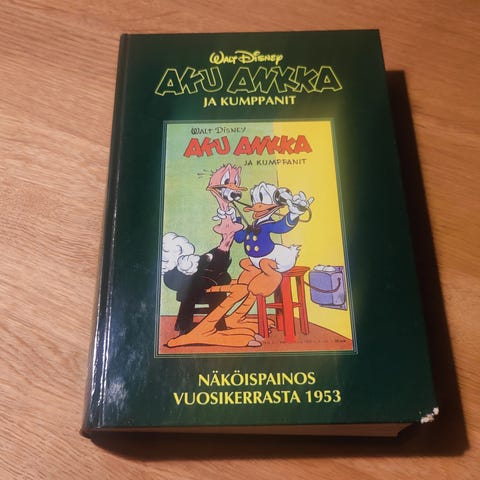 WALT DISNEY
AKU ANKKA
JA KUMPPANIT
WALT DISNEY
AKU ANKKA
JA KUMPPANIT
NÄKÖISPAINOS
VUOSIKERRASTA 1953